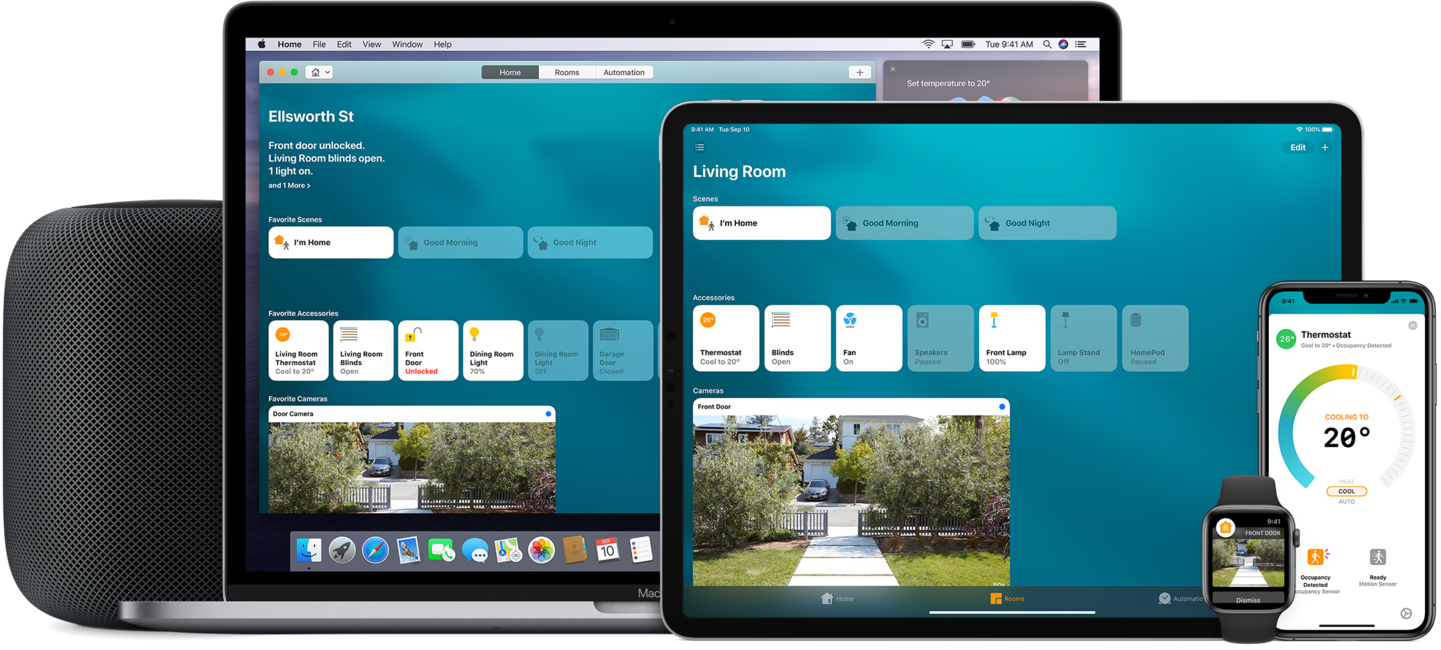 Home File Edit View Window Help
Tue 9:41 AM
Home Rooms Automation
Set temperature to 20°
Ellsworth St
Front door unlocked.
Living Room blinds open.
1 light on.
and 1 More ›
Favorite Scenes
I'm Home
Good Morning
Good Night
Favorite Accessories
26°
Living Room
Thermostat
Cool to 20°
Living Room
Blinds
Open
Front
Door
Unlocked
Dining Room
Light
70%
Dining Room
Light
Off
Garage
Door
Closed
Favorite Cameras
Door Camera
SEP
10
Mac
9:41 AM Tue Sep 10
100%
Edit
Living Room
Scenes
I'm Home
Good Morning
Good Night
Accessories
26°
Thermostat
Cool to 20°
Blinds
Open
Fan
On
Speakers
Paused
Front Lamp
100%
Lamp Stand
Off
HomePod
Paused
Cameras
Front Door
Home
Rooms
Automatio
9:41
FRONT DOOR
Dismiss
9:41
26°
Thermostat
Cool to 20° • Occupancy Detected
COOLING TO
20°
HEAT
COOL
AUTO
Occupancy
Detected
ccupancy Sensor
Ready
Motion Sensor